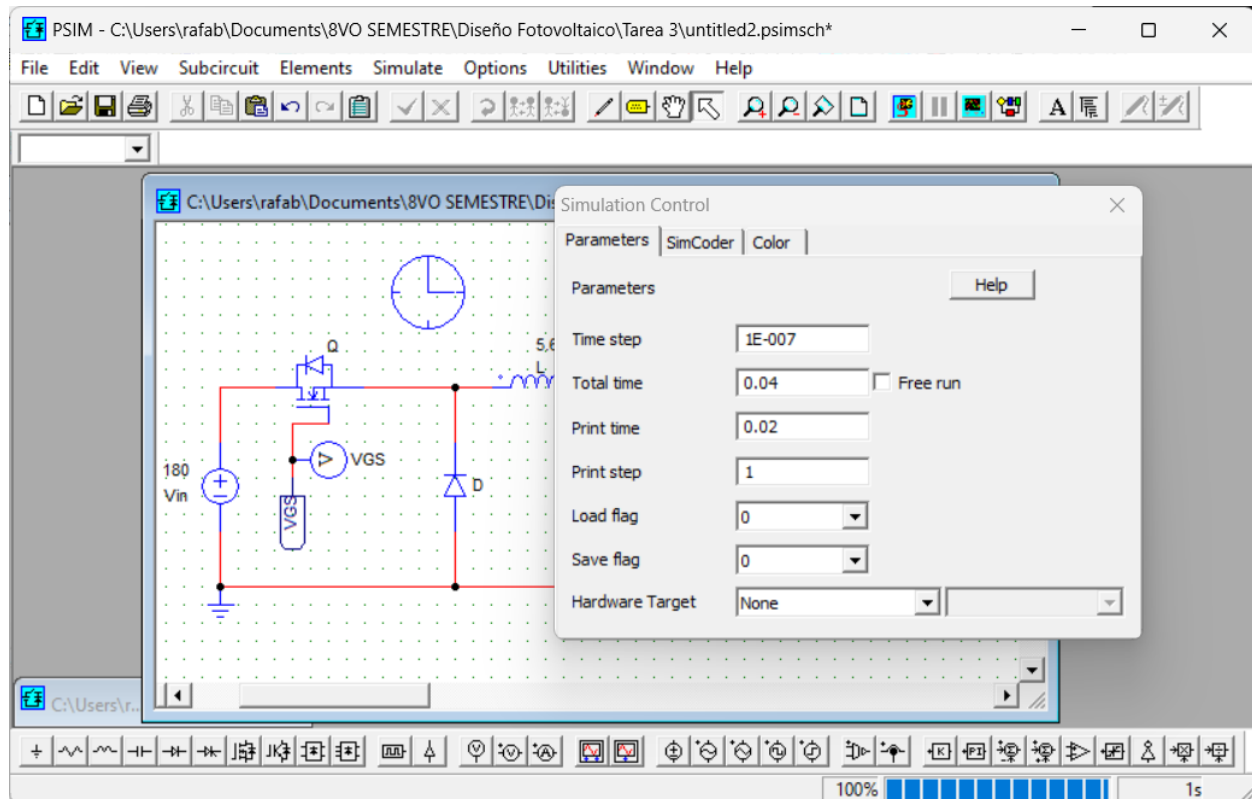 PSIM - C:\Users\rafab\Documents\8VO SEMESTRE\Diseño Fotovoltaico\Tarea 3\untitled2.psimsch*
File Edit View Subcircuit Elements Simulate Options Utilities Window Help
C:\Users\rafab\Documents\8VO SEMESTRE\Dis
Simulation Control
Parameters SimCoder Color
Parameters Help
Time step 1E-007
Total time 0.04 Free run
Print time 0.02
Print step 1
Load flag 0
Save flag 0
Hardware Target None
Q
5,6
L
180
Vin
V
VGS
VGS
D
C:\Users\r...
100% 1s